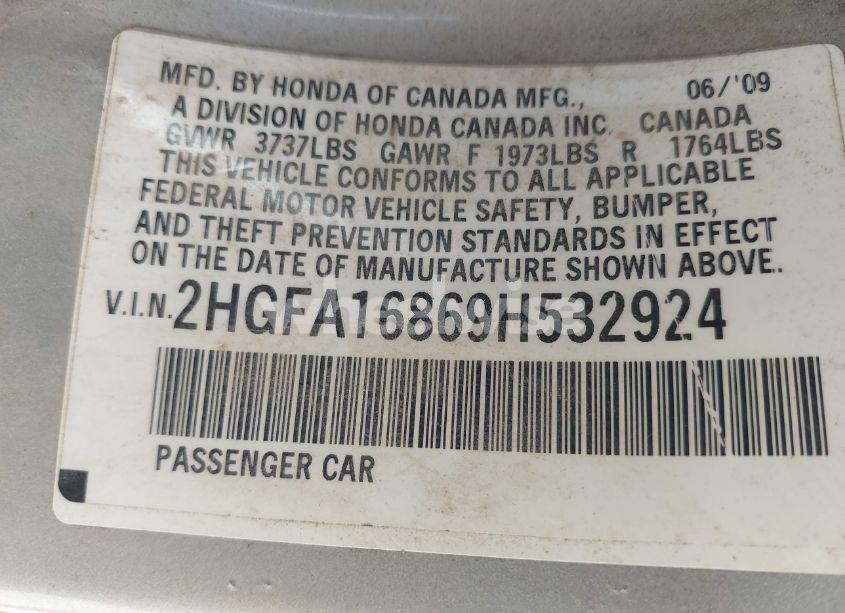 MFD. BY HONDA OF CANADA MFG., 06/'09
A DIVISION OF HONDA CANADA INC. CANADA
GVWR 3737LBS GAWR F 1973LBS R 1764LBS
THIS VEHICLE CONFORMS TO ALL APPLICABLE
FEDERAL MOTOR VEHICLE SAFETY, BUMPER,
AND THEFT PREVENTION STANDARDS IN EFFECT
ON THE DATE OF MANUFACTURE SHOWN ABOVE.
V.I.N. 2HGFA16869H532924
PASSENGER CAR